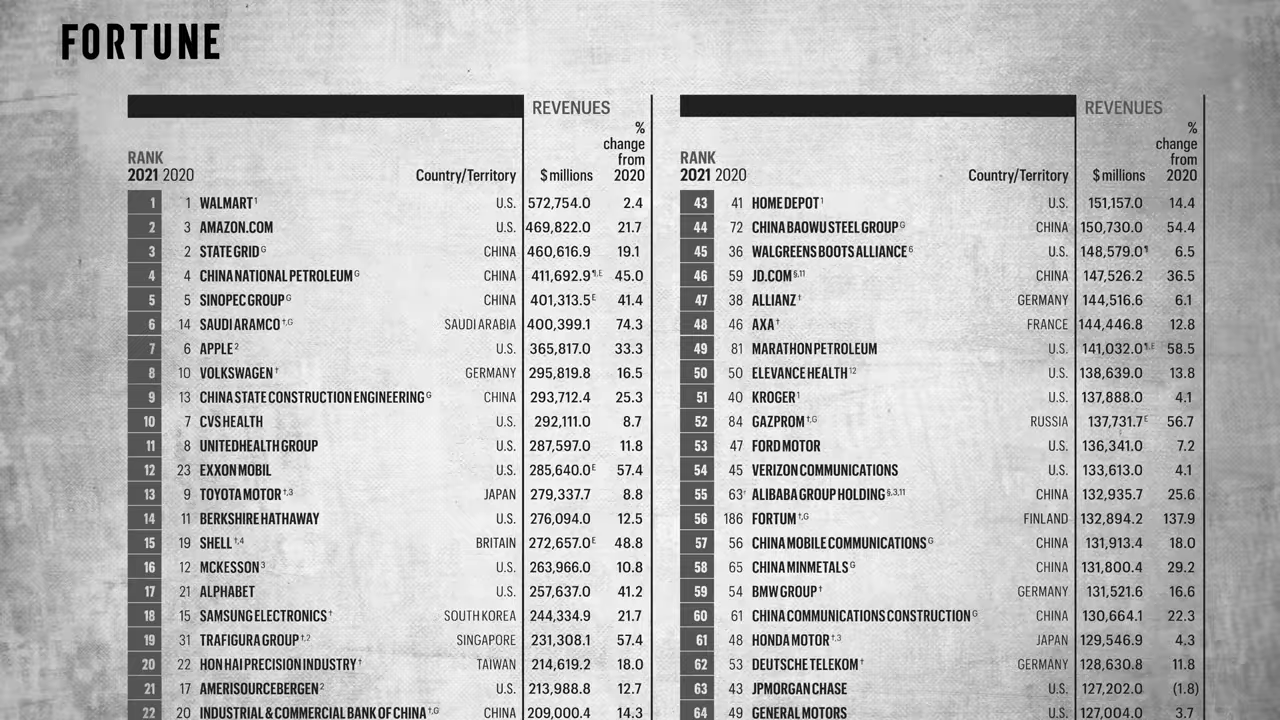 FORTUNE
REVENUES
%
change
from
RANK
2021 2020 Country/Territory $ millions 2020
1 1 WALMART¹ U.S. 572,754.0 2.4
2 3 AMAZON.COM U.S. 469,822.0 21.7
3 2 STATE GRID ᴳ CHINA 460,616.9 19.1
4 4 CHINA NATIONAL PETROLEUM ᴳ CHINA 411,692.9 ¶,E 45.0
5 5 SINOPEC GROUP ᴳ CHINA 401,313.5 ᴱ 41.4
6 14 SAUDI ARAMCO †,G SAUDI ARABIA 400,399.1 74.3
7 6 APPLE ² U.S. 365,817.0 33.3
8 10 VOLKSWAGEN † GERMANY 295,819.8 16.5
9 13 CHINA STATE CONSTRUCTION ENGINEERING ᴳ CHINA 293,712.4 25.3
10 7 CVS HEALTH U.S. 292,111.0 8.7
11 8 UNITEDHEALTH GROUP U.S. 287,597.0 11.8
12 23 EXXON MOBIL U.S. 285,640.0 ᴱ 57.4
13 9 TOYOTA MOTOR †,3 JAPAN 279,337.7 8.8
14 11 BERKSHIRE HATHAWAY U.S. 276,094.0 12.5
15 19 SHELL †,4 BRITAIN 272,657.0 ᴱ 48.8
16 12 MCKESSON ³ U.S. 263,966.0 10.8
17 21 ALPHABET U.S. 257,637.0 41.2
18 15 SAMSUNG ELECTRONICS † SOUTH KOREA 244,334.9 21.7
19 31 TRAFIGURA GROUP †,2 SINGAPORE 231,308.1 57.4
20 22 HON HAI PRECISION INDUSTRY † TAIWAN 214,619.2 18.0
21 17 AMERISOURCEBERGEN ² U.S. 213,988.8 12.7
22 20 INDUSTRIAL & COMMERCIAL BANK OF CHINA †,G CHINA 209,000.4 14.3
REVENUES
%
change
from
RANK
2021 2020 Country/Territory $ millions 2020
43 41 HOME DEPOT ¹ U.S. 151,157.0 14.4
44 72 CHINA BAOWU STEEL GROUP ᴳ CHINA 150,730.0 54.4
45 36 WALGREENS BOOTS ALLIANCE ⁶ U.S. 148,579.0 ¶ 6.5
46 59 JD.COM §,11 CHINA 147,526.2 36.5
47 38 ALLIANZ † GERMANY 144,516.6 6.1
48 46 AXA † FRANCE 144,446.8 12.8
49 81 MARATHON PETROLEUM U.S. 141,032.0 ¶,E 58.5
50 50 ELEVANCE HEALTH ¹² U.S. 138,639.0 13.8
51 40 KROGER ¹ U.S. 137,888.0 4.1
52 84 GAZPROM †,G RUSSIA 137,731.7 ᴱ 56.7
53 47 FORD MOTOR U.S. 136,341.0 7.2
54 45 VERIZON COMMUNICATIONS U.S. 133,613.0 4.1
55 63† ALIBABA GROUP HOLDING §,3,11 CHINA 132,935.7 25.6
56 186 FORTUM †,G FINLAND 132,894.2 137.9
57 56 CHINA MOBILE COMMUNICATIONS ᴳ CHINA 131,913.4 18.0
58 65 CHINA MINMETALS ᴳ CHINA 131,800.4 29.2
59 54 BMW GROUP † GERMANY 131,521.6 16.6
60 61 CHINA COMMUNICATIONS CONSTRUCTION ᴳ CHINA 130,664.1 22.3
61 48 HONDA MOTOR †,3 JAPAN 129,546.9 4.3
62 53 DEUTSCHE TELEKOM † GERMANY 128,630.8 11.8
63 43 JPMORGAN CHASE U.S. 127,202.0 (1.8)
64 49 GENERAL MOTORS U.S. 127,004.0 3.7